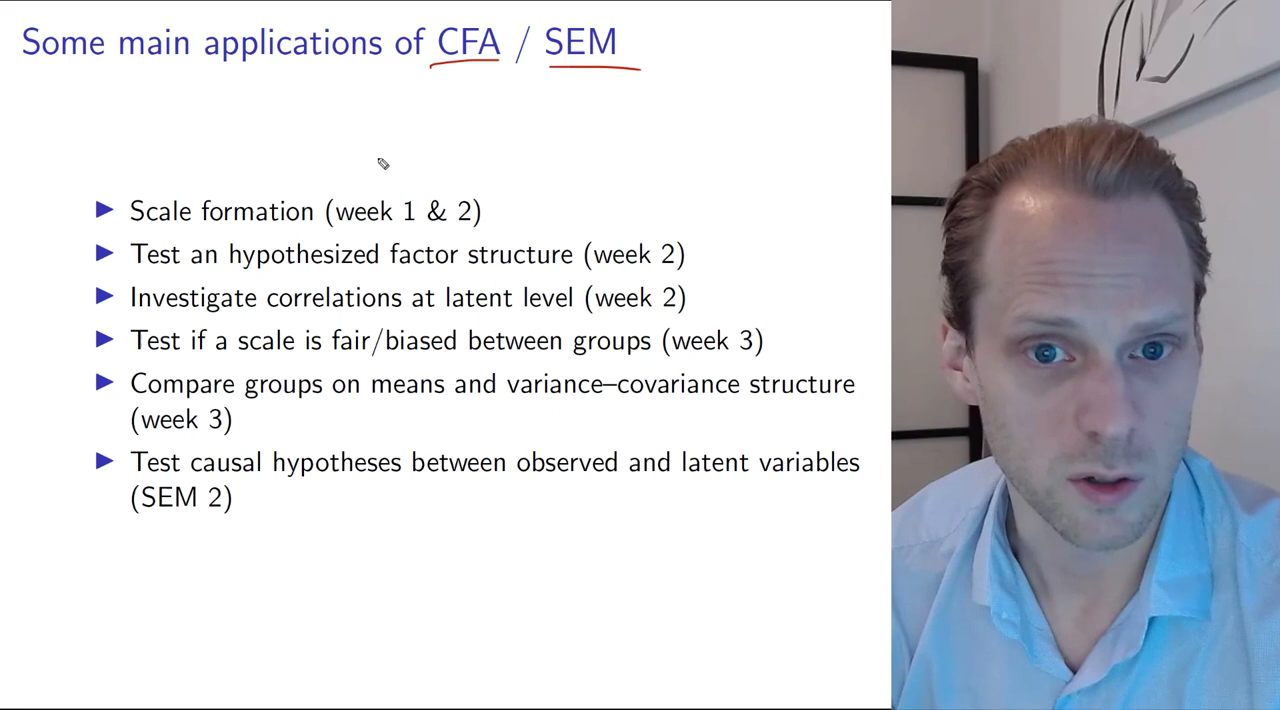 Some main applications of CFA / SEM
Scale formation (week 1 & 2)
Test an hypothesized factor structure (week 2)
Investigate correlations at latent level (week 2)
Test if a scale is fair/biased between groups (week 3)
Compare groups on means and variance–covariance structure
(week 3)
Test causal hypotheses between observed and latent variables
(SEM 2)